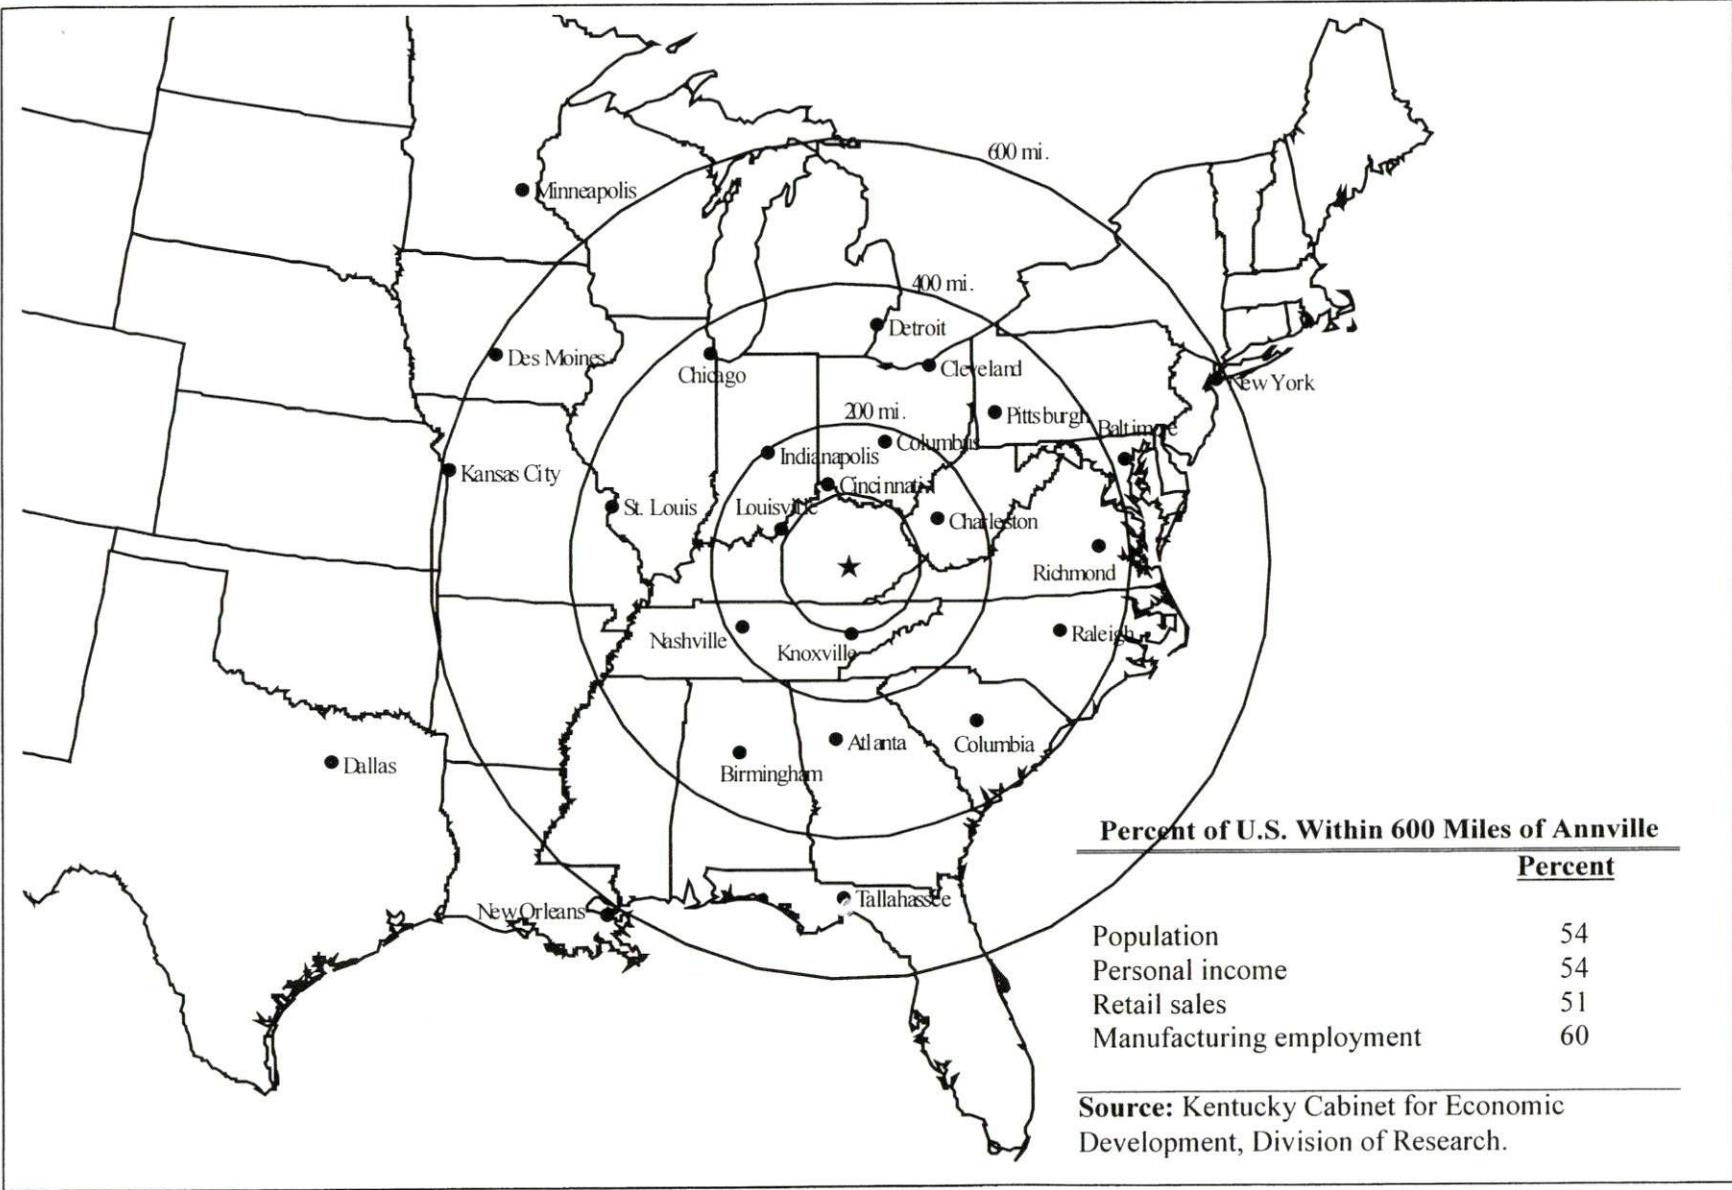 600 mi.
Minneapolis
400 mi.
Detroit
Des Moines
Chicago
Cleveland
New York
200 mi.
Pittsburgh
Baltimore
Columbus
Indianapolis
Kansas City
Cincinnati
St. Louis
Louisville
Charleston
Richmond
Nashville
Knoxville
Raleigh
Atlanta
Columbia
Dallas
Birmingham
New Orleans
Tallahassee
Percent of U.S. Within 600 Miles of Annville
Percent
Population 54
Personal income 54
Retail sales 51
Manufacturing employment 60
Source: Kentucky Cabinet for Economic
Development, Division of Research.